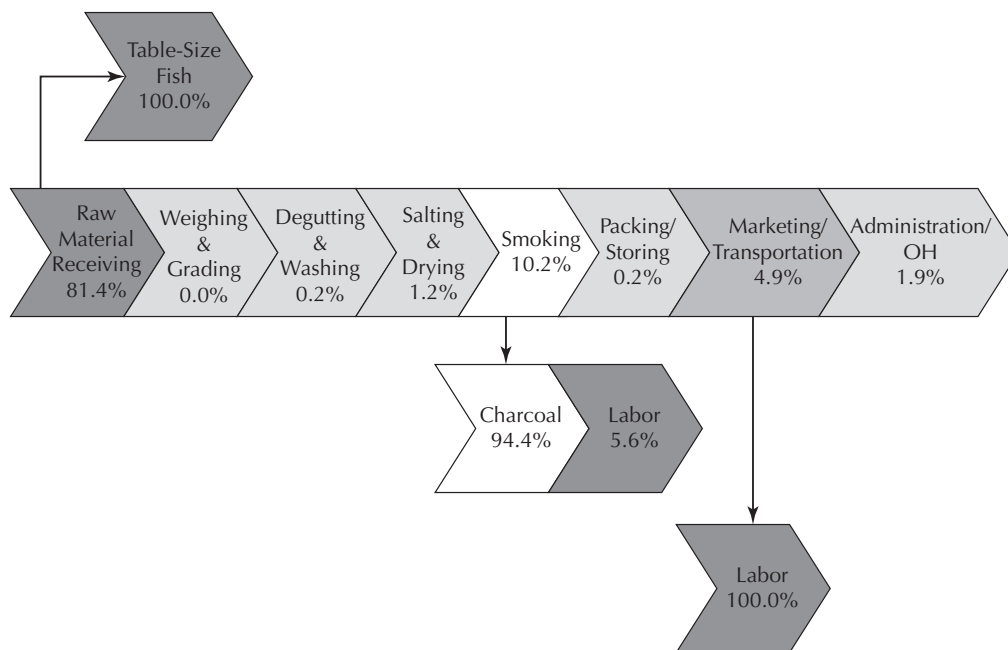 Table-Size
Fish
100.0%
Raw
Material
Receiving
81.4%
Weighing
&
Grading
0.0%
Degutting
&
Washing
0.2%
Salting
&
Drying
1.2%
Smoking
10.2%
Packing/
Storing
0.2%
Marketing/
Transportation
4.9%
Administration/
OH
1.9%
Charcoal
94.4%
Labor
5.6%
Labor
100.0%